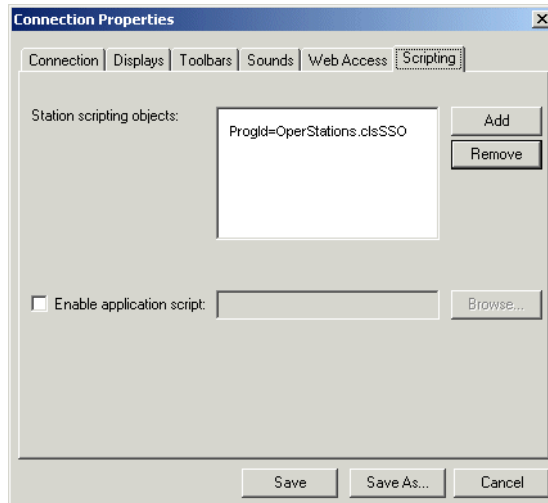 Connection Properties
Connection Displays Toolbars Sounds Web Access Scripting
Station scripting objects:
ProgId=OperStations.clsSSO
Add
Remove
Enable application script:
Browse...
Save Save As... Cancel